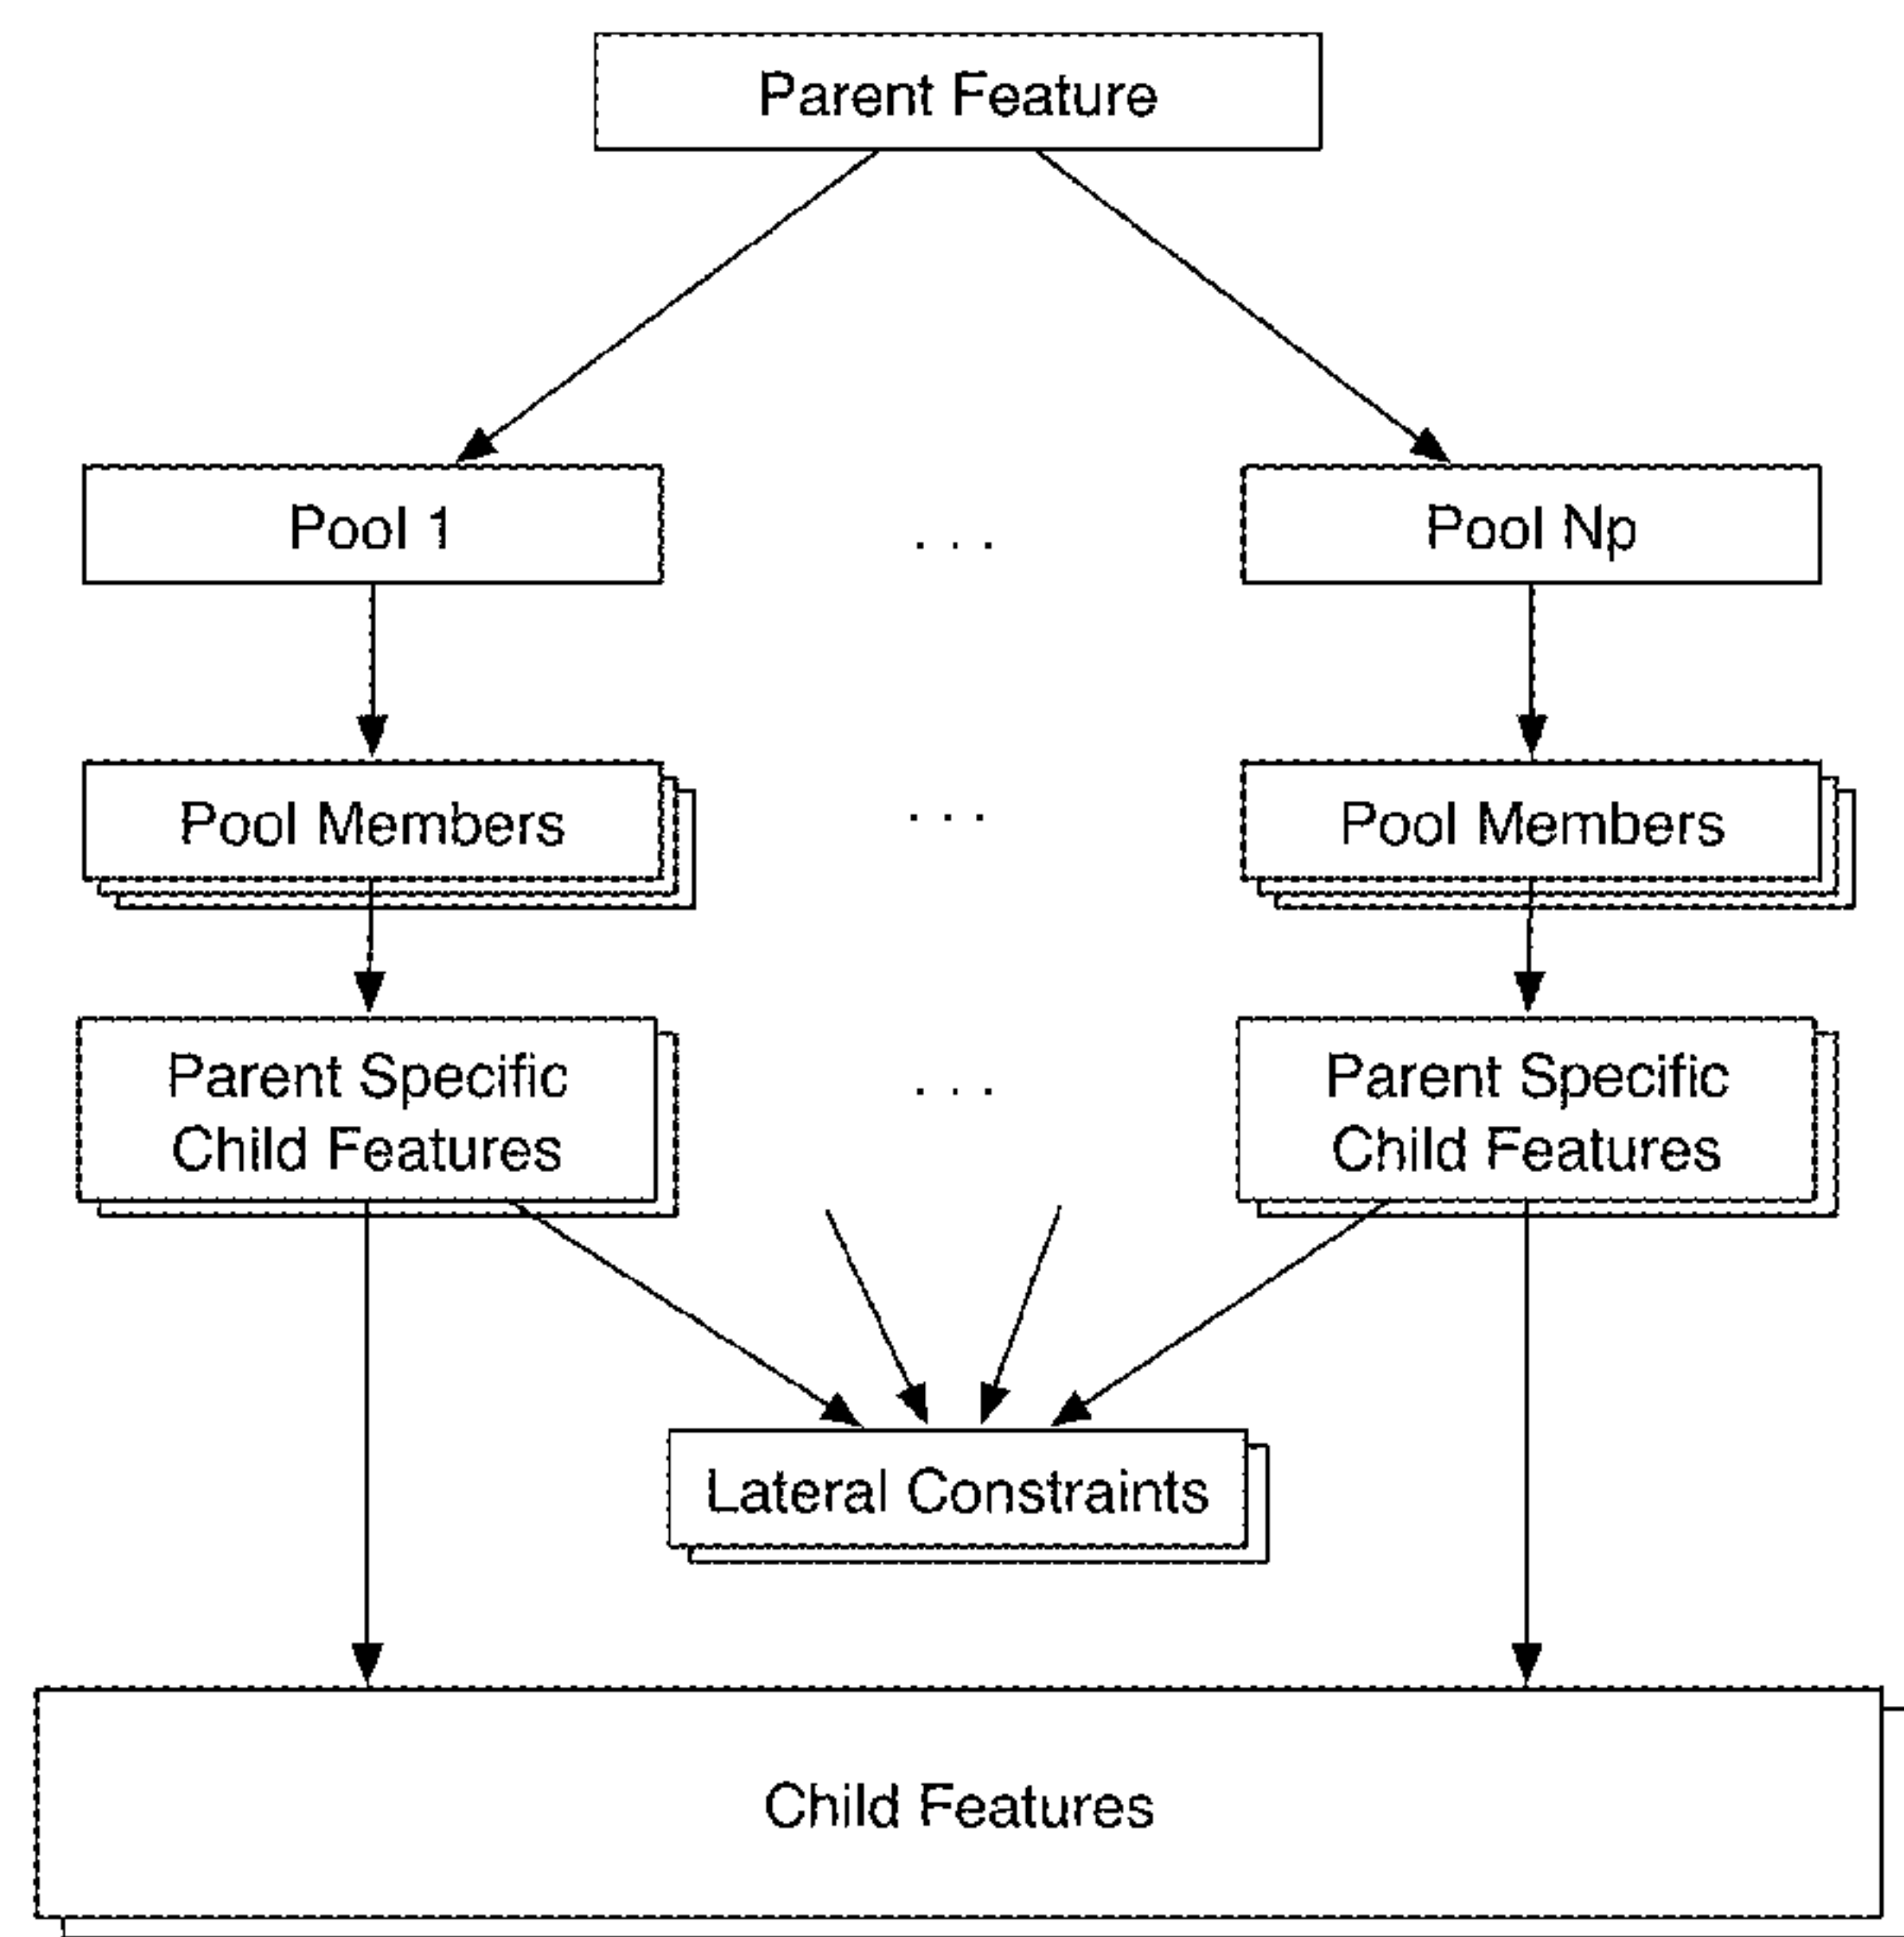 Parent Feature
Pool 1
. . .
Pool Np
Pool Members
. . .
Pool Members
Parent Specific
Child Features
. . .
Parent Specific
Child Features
Lateral Constraints
Child Features